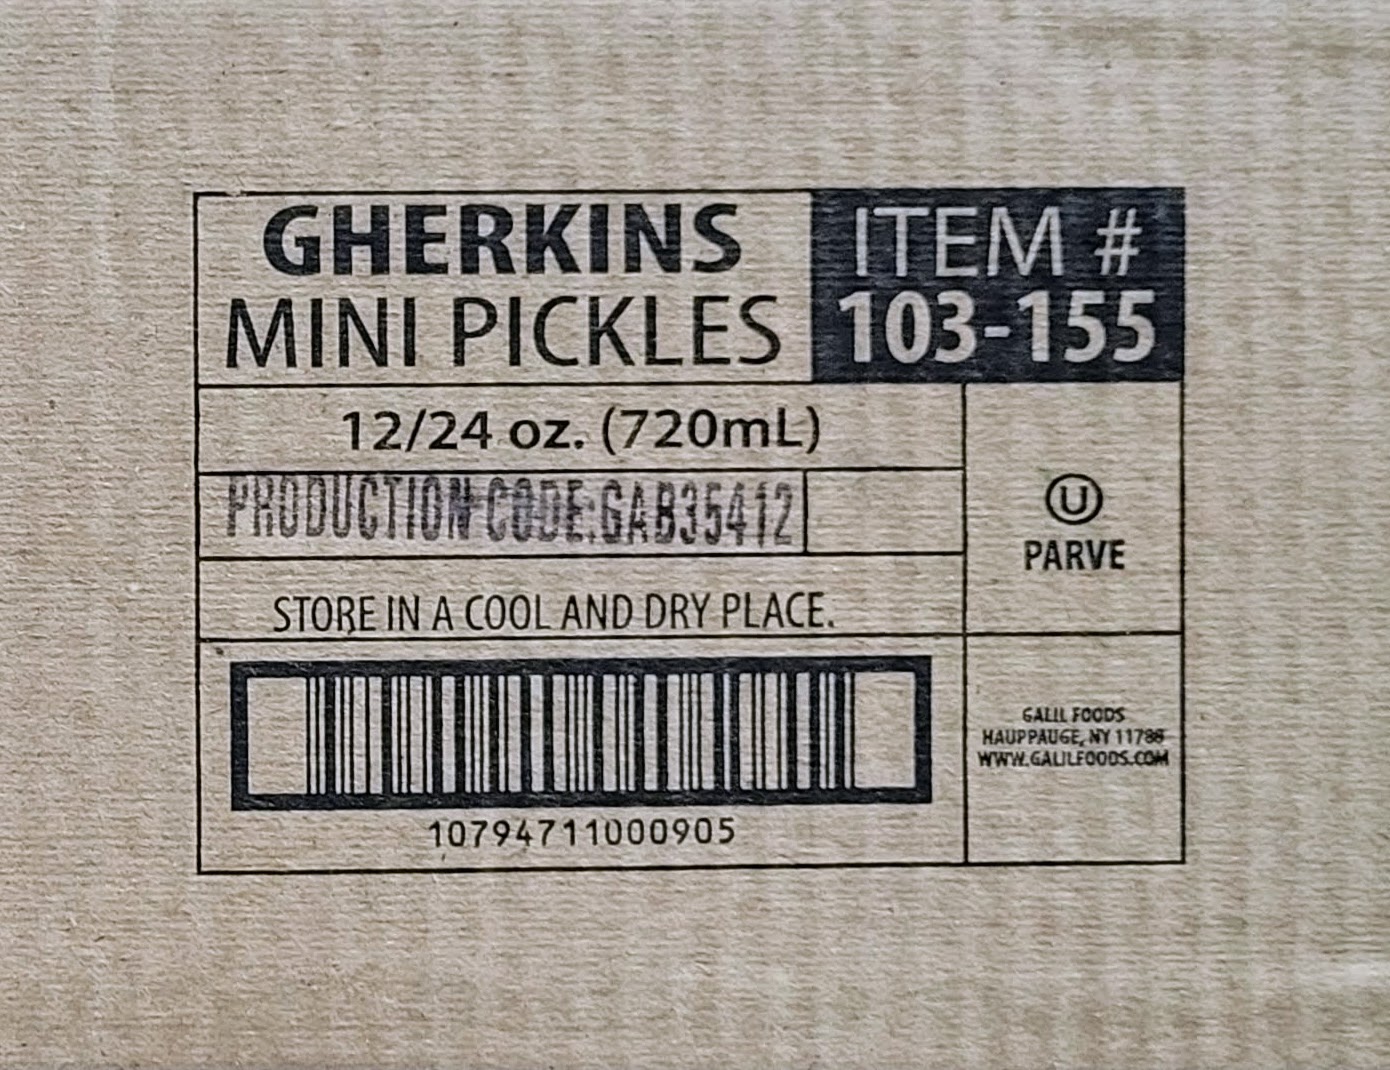 GHERKINS
MINI PICKLES
ITEM #
103-155
12/24 oz. (720mL)
PRODUCTION CODE:GAB35412
U
PARVE
STORE IN A COOL AND DRY PLACE.
10794711000905
GALIL FOODS
HAUPPAUGE, NY 11788
WWW.GALILFOODS.COM